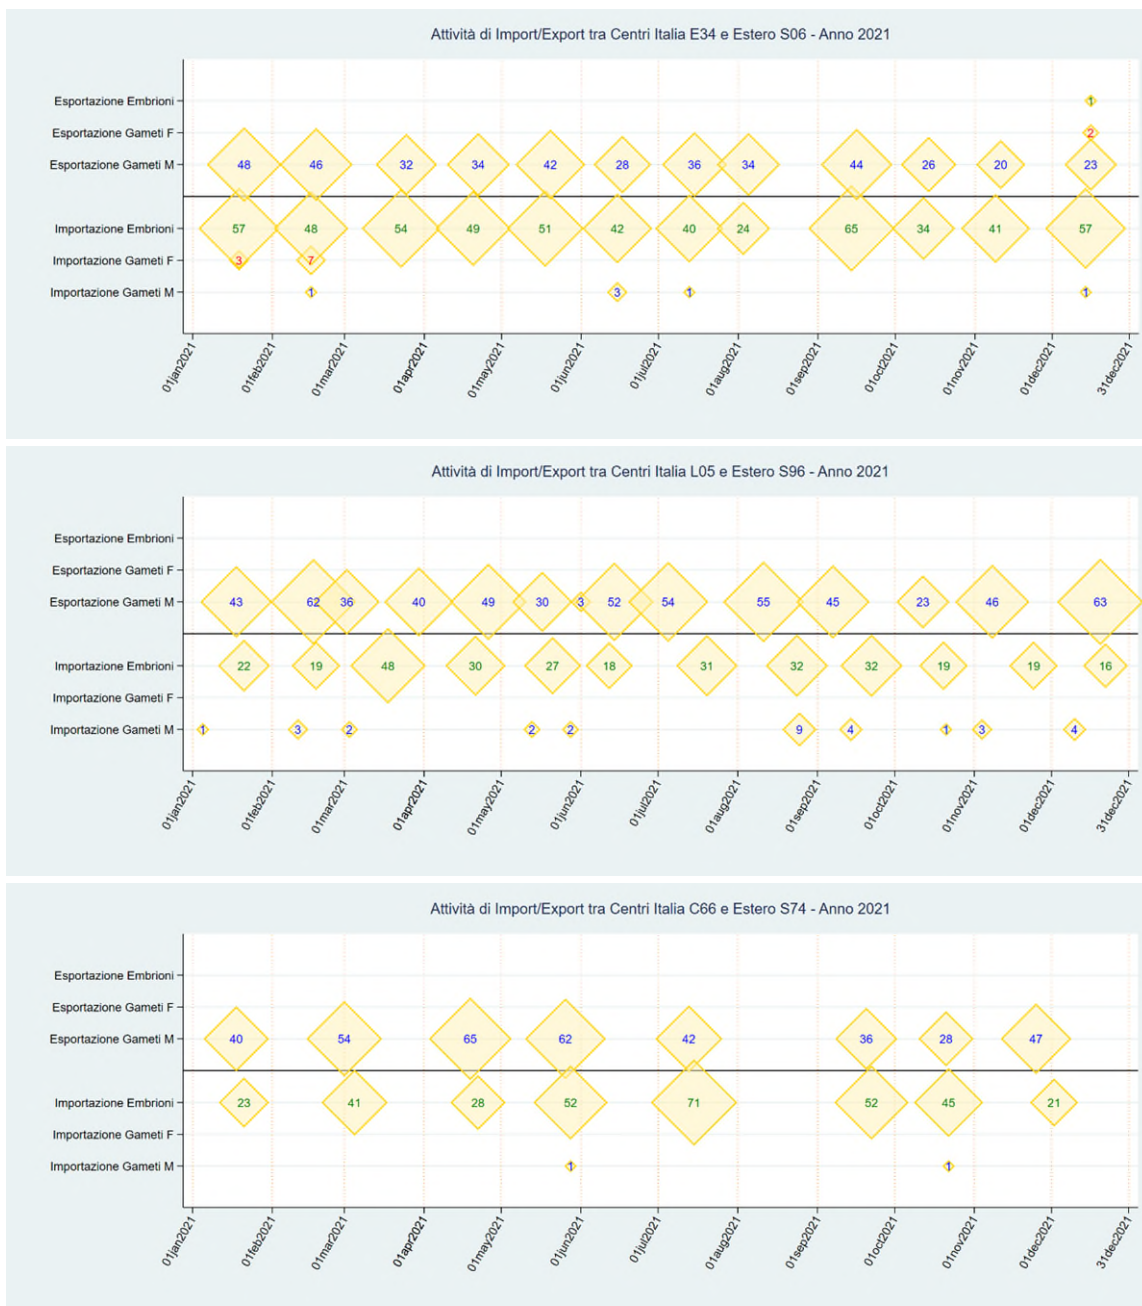 Attività di Import/Export tra Centri Italia E34 e Estero S06 - Anno 2021
Esportazione Embrioni 1
Esportazione Gameti F 2
Esportazione Gameti M 48 46 32 34 42 28 36 34 44 26 20 23
Importazione Embrioni 57 48 54 49 51 42 40 24 65 34 41 57
Importazione Gameti F 3 7
Importazione Gameti M 1 3 1 1
01jan2021 01feb2021 01mar2021 01apr2021 01may2021 01jun2021 01jul2021 01aug2021 01sep2021 01oct2021 01nov2021 01dec2021 31dec2021
Attività di Import/Export tra Centri Italia L05 e Estero S96 - Anno 2021
Esportazione Embrioni
Esportazione Gameti F
Esportazione Gameti M 43 62 36 40 49 30 3 52 54 55 45 23 46 63
Importazione Embrioni 22 19 48 30 27 18 31 32 32 19 19 16
Importazione Gameti F
Importazione Gameti M 1 3 2 2 2 9 4 1 3 4
01jan2021 01feb2021 01mar2021 01apr2021 01may2021 01jun2021 01jul2021 01aug2021 01sep2021 01oct2021 01nov2021 01dec2021 31dec2021
Attività di Import/Export tra Centri Italia C66 e Estero S74 - Anno 2021
Esportazione Embrioni
Esportazione Gameti F
Esportazione Gameti M 40 54 65 62 42 36 28 47
Importazione Embrioni 23 41 28 52 71 52 45 21
Importazione Gameti F
Importazione Gameti M 1 1
01jan2021 01feb2021 01mar2021 01apr2021 01may2021 01jun2021 01jul2021 01aug2021 01sep2021 01oct2021 01nov2021 01dec2021 31dec2021